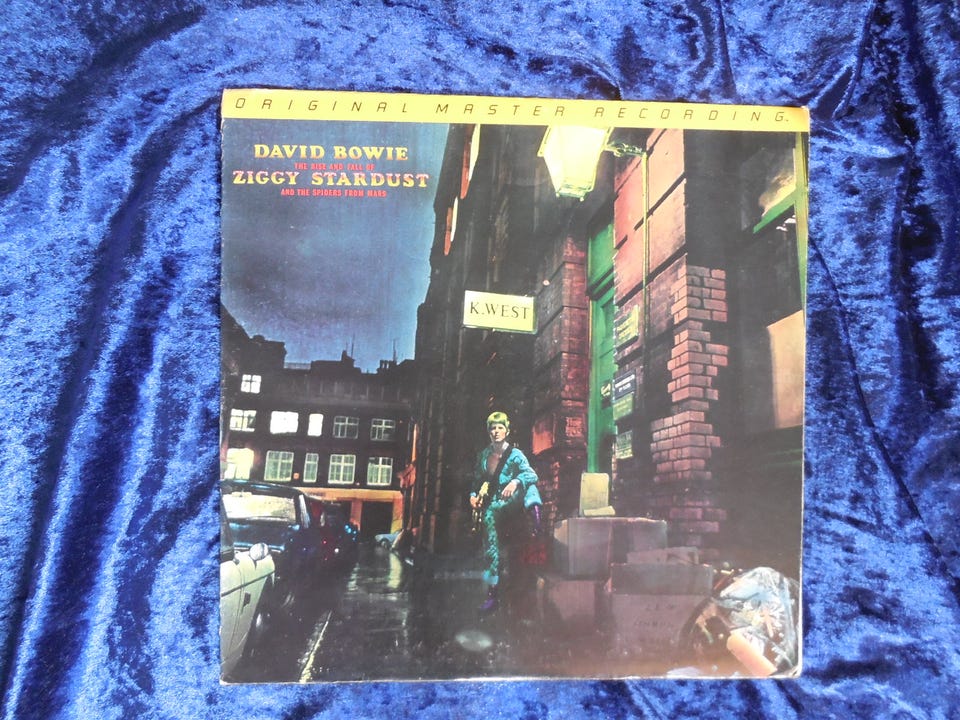 ORIGINAL MASTER RECORDING
DAVID BOWIE
THE RISE AND FALL OF
ZIGGY STARDUST
AND THE SPIDERS FROM MARS
K.WEST